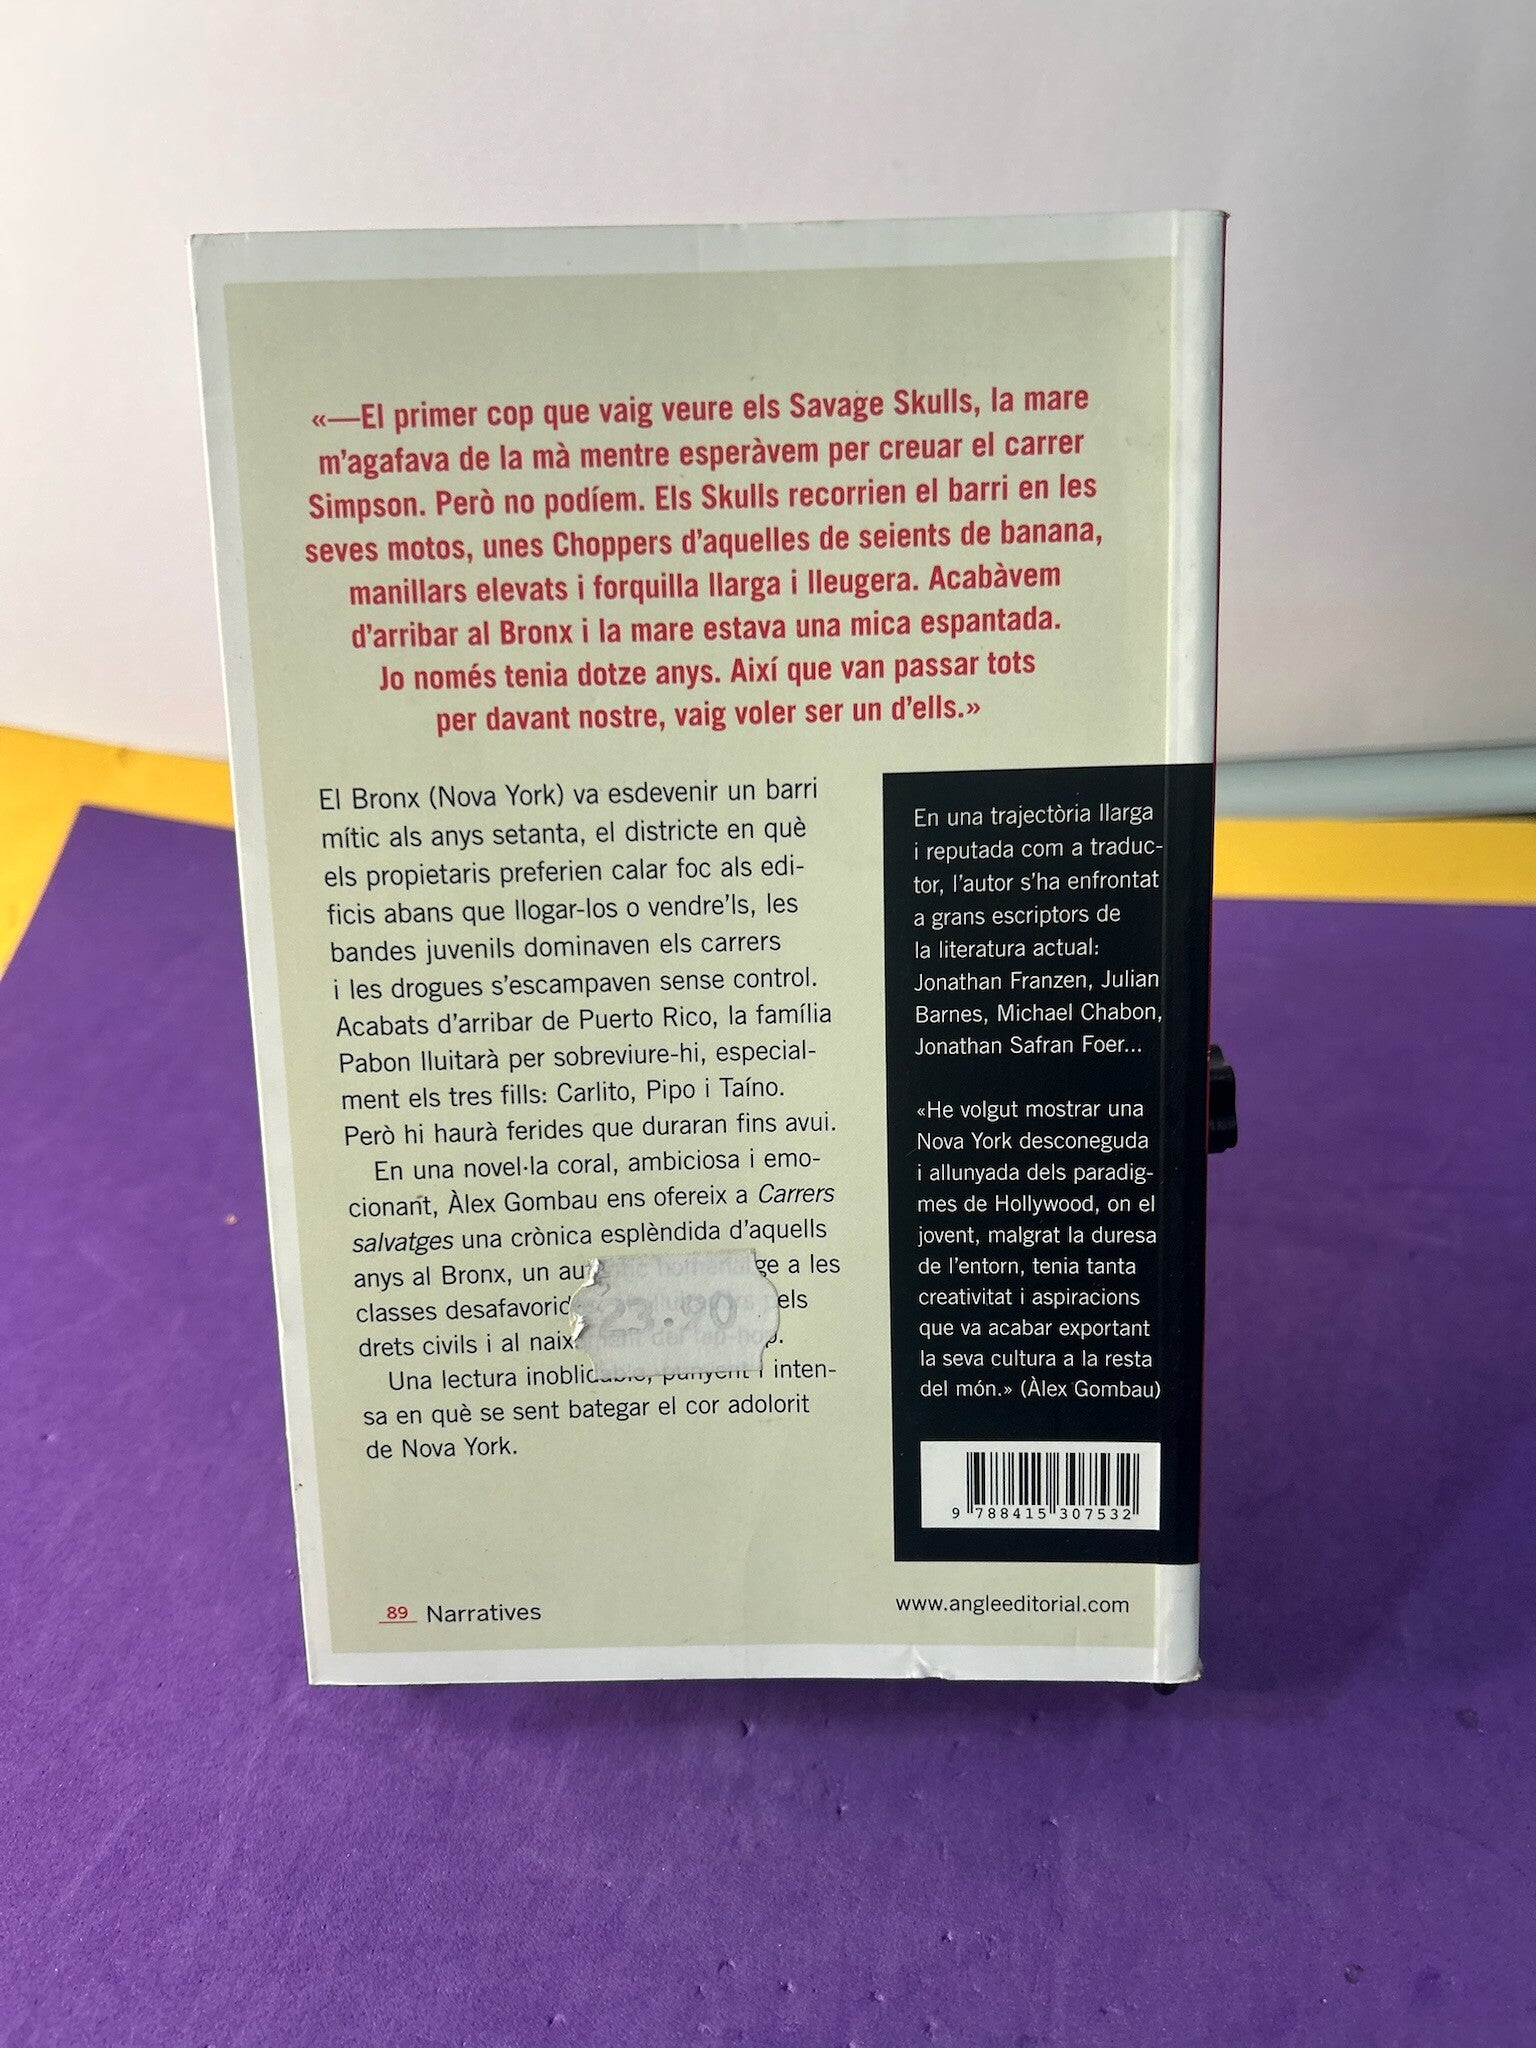 «—El primer cop que vaig veure els Savage Skulls, la mare
m'agafava de la mà mentre esperàvem per creuar el carrer
Simpson. Però no podíem. Els Skulls recorrien el barri en les
seves motos, unes Choppers d'aquelles de seients de banana,
manillars elevats i forquilla llarga i lleugera. Acabàvem
d'arribar al Bronx i la mare estava una mica espantada.
Jo només tenia dotze anys. Així que van passar tots
per davant nostre, vaig voler ser un d'ells.»
El Bronx (Nova York) va esdevenir un barri
mític als anys setanta, el districte en què
els propietaris preferien calar foc als edi-
ficis abans que llogar-los o vendre'ls, les
bandes juvenils dominaven els carrers
i les drogues s'escampaven sense control.
Acabats d'arribar de Puerto Rico, la família
Pabon lluitarà per sobreviure-hi, especial-
ment els tres fills: Carlito, Pipo i Taíno.
Però hi haurà ferides que duraran fins avui.
En una novel·la coral, ambiciosa i emo-
cionant, Àlex Gombau ens ofereix a Carrers
salvatges una crònica esplèndida d'aquells
anys al Bronx, un a les
classes els
drets civils i al
Una lectura inoblidable, punyent i inten-
sa en què se sent bategar el cor adolorit
de Nova York.
23.90
89 Narratives
En una trajectòria llarga
i reputada com a traduc-
tor, l'autor s'ha enfrontat
a grans escriptors de
la literatura actual:
Jonathan Franzen, Julian
Barnes, Michael Chabon,
Jonathan Safran Foer...
«He volgut mostrar una
Nova York desconeguda
i allunyada dels paradig-
mes de Hollywood, on el
jovent, malgrat la duresa
de l'entorn, tenia tanta
creativitat i aspiracions
que va acabar exportant
la seva cultura a la resta
del món.» (Àlex Gombau)
9 788415 307532
www.angleeditorial.com